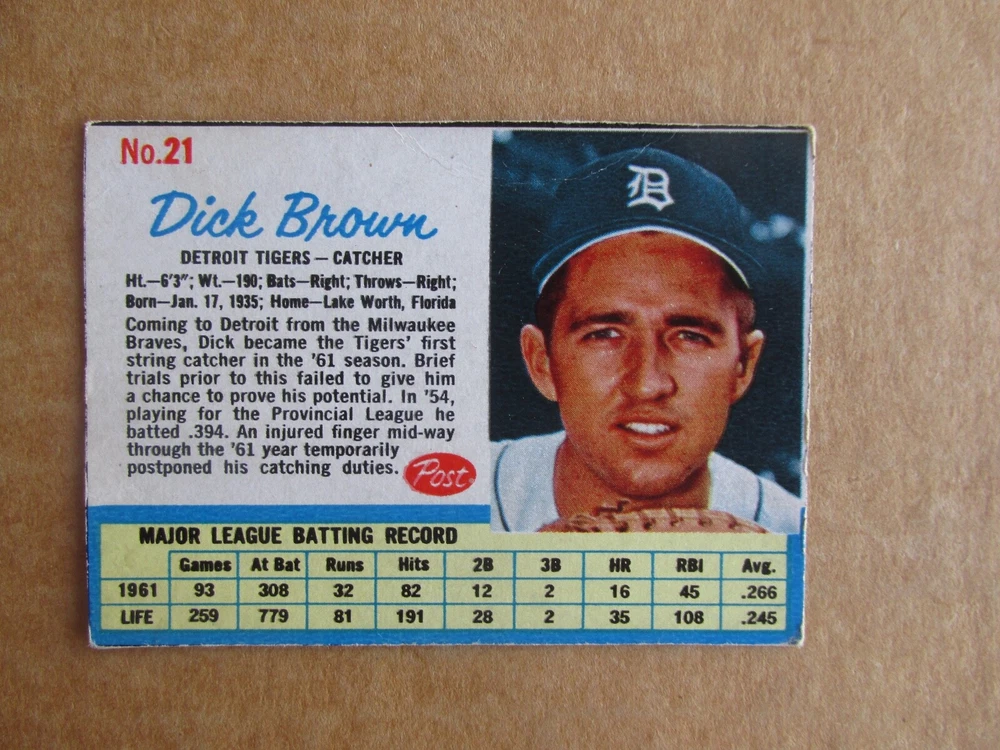 No.21
Dick Brown
DETROIT TIGERS — CATCHER
Ht.—6'3"; Wt.—190; Bats—Right; Throws—Right;
Born—Jan. 17, 1935; Home—Lake Worth, Florida
Coming to Detroit from the Milwaukee
Braves, Dick became the Tigers' first
string catcher in the '61 season. Brief
trials prior to this failed to give him
a chance to prove his potential. In '54,
playing for the Provincial League he
batted .394. An injured finger mid-way
through the '61 year temporarily
postponed his catching duties.
Post
D
MAJOR LEAGUE BATTING RECORD
Games At Bat Runs Hits 2B 3B HR RBI Avg.
1961 93 308 32 82 12 2 16 45 .266
LIFE 259 779 81 191 28 2 35 108 .245